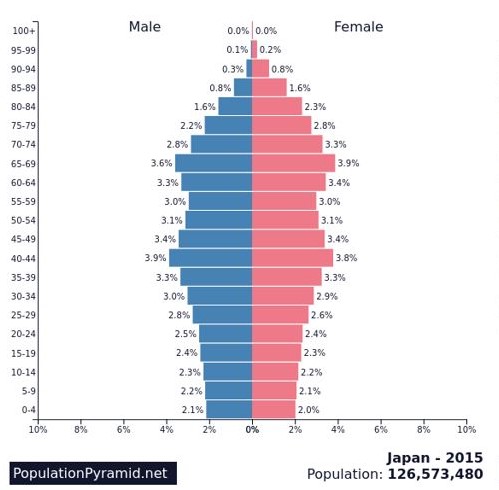 Male Female
100+ 0.0% 0.0%
95-99 0.1% 0.2%
90-94 0.3% 0.8%
85-89 0.8% 1.6%
80-84 1.6% 2.3%
75-79 2.2% 2.8%
70-74 2.8% 3.3%
65-69 3.6% 3.9%
60-64 3.3% 3.4%
55-59 3.0% 3.0%
50-54 3.1% 3.1%
45-49 3.4% 3.4%
40-44 3.9% 3.8%
35-39 3.3% 3.3%
30-34 3.0% 2.9%
25-29 2.8% 2.6%
20-24 2.5% 2.4%
15-19 2.4% 2.3%
10-14 2.3% 2.2%
5-9 2.2% 2.1%
0-4 2.1% 2.0%
10% 8% 6% 4% 2% 0% 2% 4% 6% 8% 10%
Japan - 2015
PopulationPyramid.net Population: 126,573,480